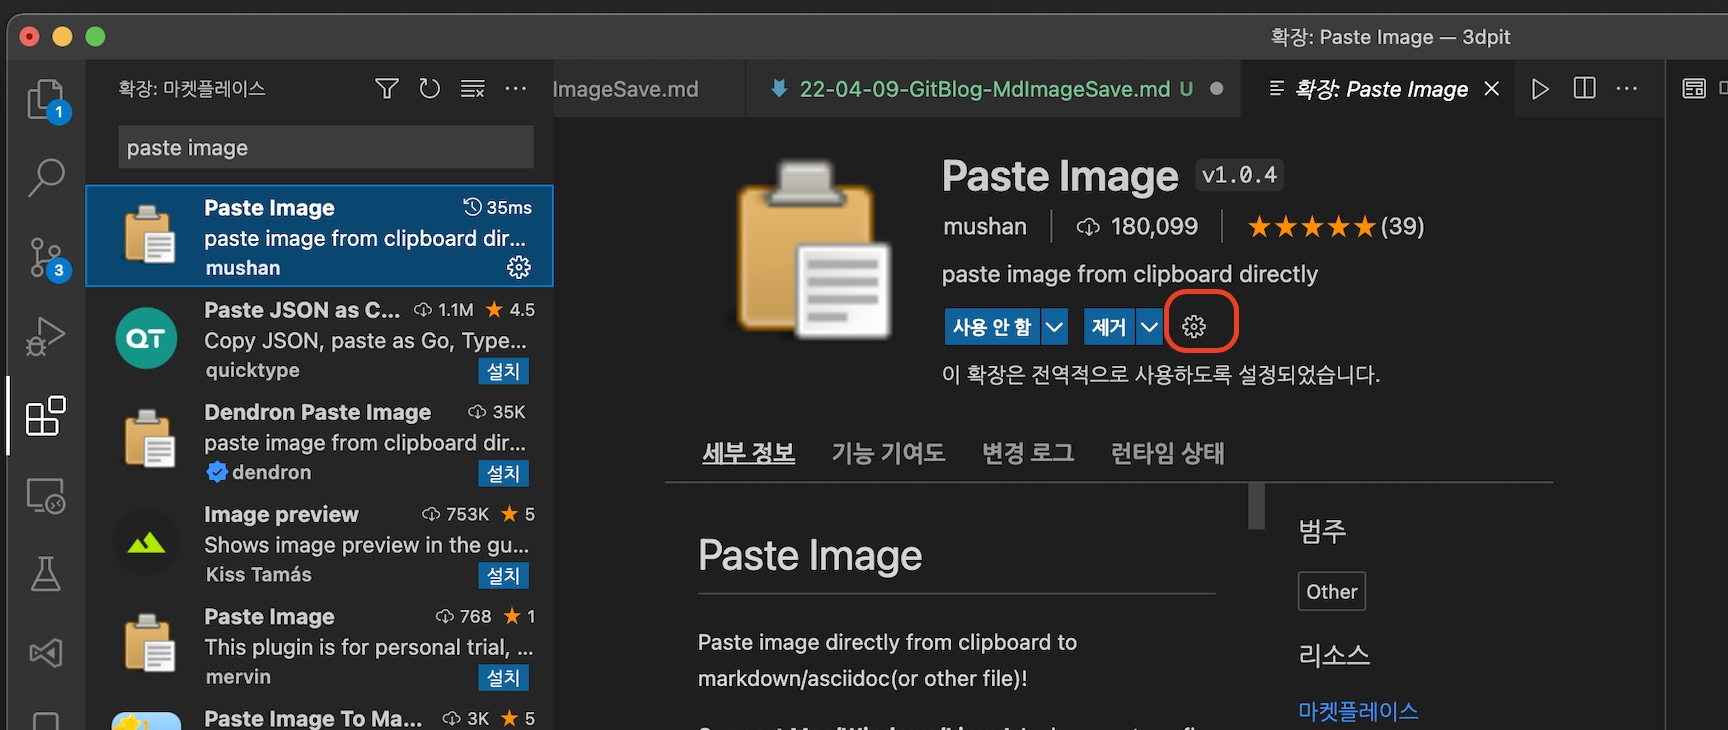 확장: Paste Image — 3dpit
확장: 마켓플레이스
ImageSave.md
22-04-09-GitBlog-MdImageSave.md U
확장: Paste Image
1
3
paste image
Paste Image 35ms
paste image from clipboard dir...
mushan
Paste JSON as C... 1.1M 4.5
Copy JSON, paste as Go, Type...
quicktype 설치
QT
Dendron Paste Image 35K
paste image from clipboard dir...
dendron 설치
Image preview 753K 5
Shows image preview in the gu...
Kiss Tamás 설치
Paste Image 768 1
This plugin is for personal trial, ...
mervin 설치
Paste Image To Ma... 3K 5
Paste Image v1.0.4
mushan 180,099 (39)
paste image from clipboard directly
사용 안 함 제거
이 확장은 전역적으로 사용하도록 설정되었습니다.
세부 정보 기능 기여도 변경 로그 런타임 상태
Paste Image
Paste image directly from clipboard to
markdown/asciidoc(or other file)!
범주
Other
리소스
마켓플레이스